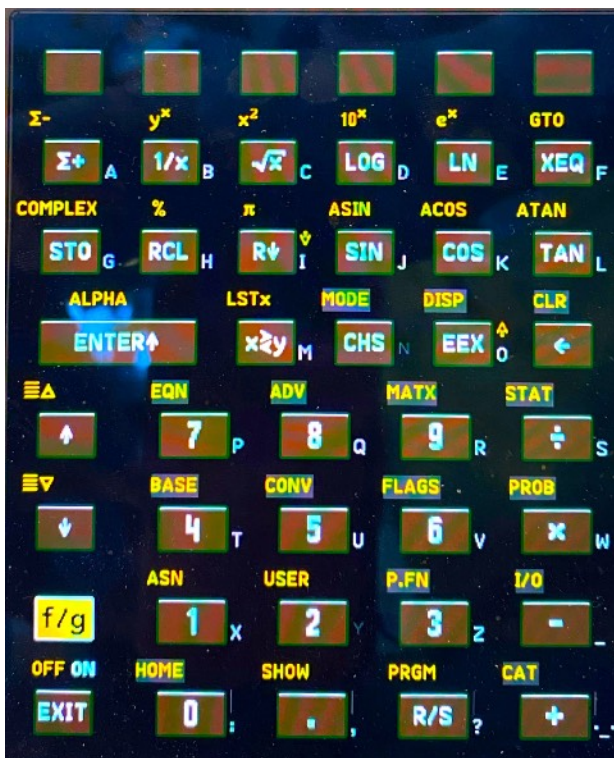 Σ- yˣ x² 10ˣ eˣ GTO
Σ+ A 1/x B √x C LOG D LN E XEQ F
COMPLEX % π ASIN ACOS ATAN
STO G RCL H R↓ I SIN J COS K TAN L
ALPHA LSTx MODE DISP CLR
ENTER↑ x≷y M CHS N EEX O ←
≡△ EQN ADV MATX STAT
↑ 7 P 8 Q 9 R ÷ S
≡▽ BASE CONV FLAGS PROB
↓ 4 T 5 U 6 V × W
ASN USER P.FN I/O
f/g 1 X 2 Y 3 Z - _
OFF ON HOME SHOW PRGM CAT
EXIT 0 : . , R/S ? +